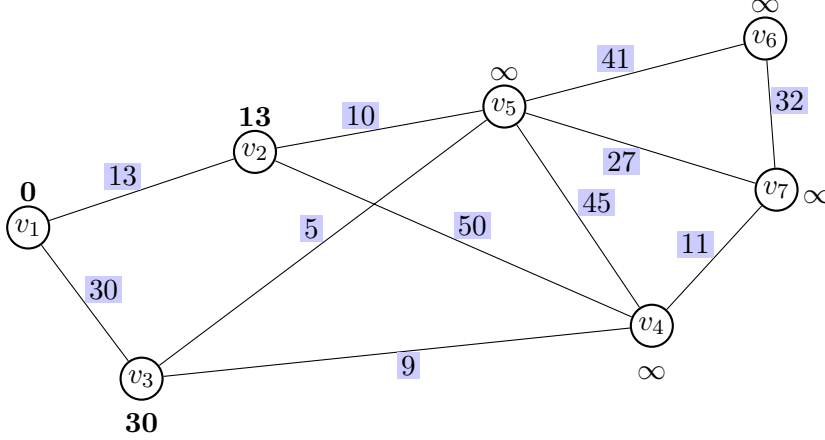 ∞
v₆
41
∞
v₅
32
13
10
v₂
27
13
∞
v₇
0
v₁
5
50
45
11
30
v₄
9
∞
v₃
30